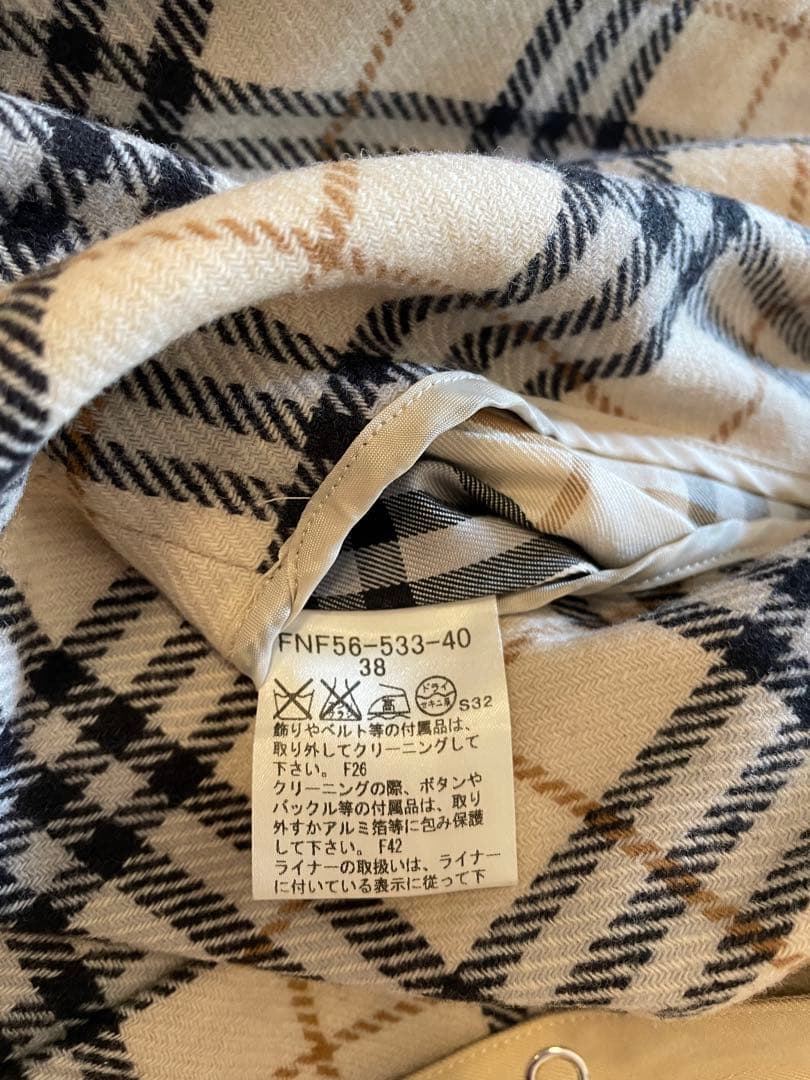 FNF56-533-40
38
高 ドライ セキユ系 S32
飾りやベルト等の付属品は、
取り外してクリーニングして
下さい。 F26
クリーニングの際、ボタンや
バックル等の付属品は、取り
外すかアルミ箔等に包み保護
して下さい。 F42
ライナーの取扱いは、ライナー
に付いている表示に従って下